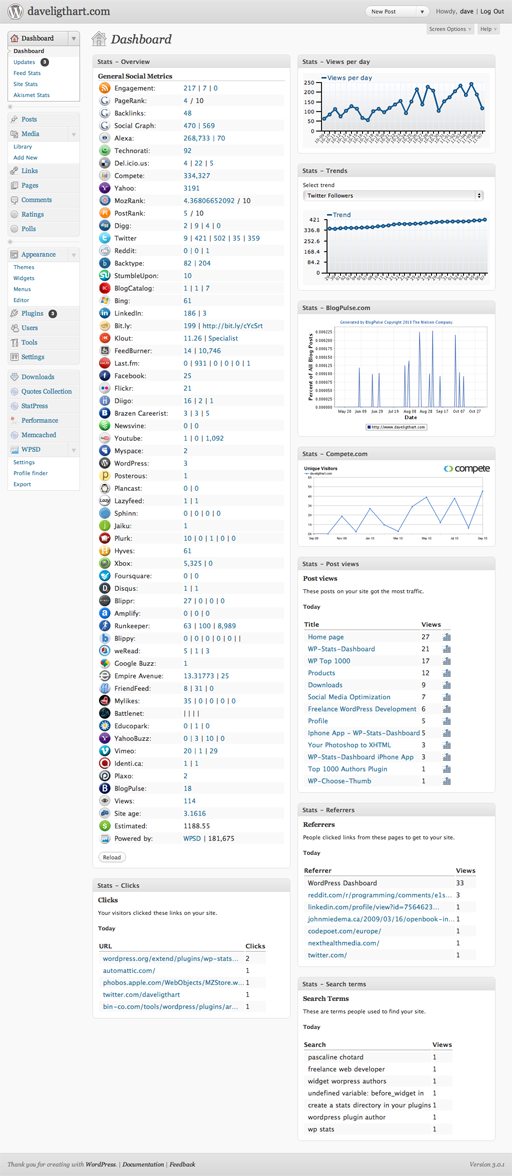 daveligthart.com
New Post
Howdy, dave | Log Out
Screen Options
Help
Dashboard
Dashboard
Updates 3
Feed Stats
Site Stats
Akismet Stats
Posts
Media
Library
Add New
Links
Pages
Comments
Ratings
Polls
Appearance
Themes
Widgets
Menus
Editor
Plugins 3
Users
Tools
Settings
Downloads
Quotes Collection
StatPress
Performance
Memcached
WPSD
Settings
Profile finder
Export
Dashboard
Stats - Overview
General Social Metrics
Engagement: 217 | 7 | 0
PageRank: 4 / 10
Backlinks: 48
Social Graph: 470 | 569
Alexa: 268,733 | 70
Technorati: 92
Del.icio.us: 4 | 22 | 5
Compete: 334,327
Yahoo: 3191
MozRank: 4.36806652092 / 10
PostRank: 5 / 10
Digg: 2 | 9 | 4 | 0
Twitter 9 | 421 | 502 | 35 | 359
Reddit: 0 | 0 | 1
Backtype: 82 | 204
StumbleUpon: 10
BlogCatalog: 1 | 1 | 7
Bing: 61
LinkedIn: 186 | 3
Bit.ly: 199 | http://bit.ly/cYcSrt
Klout: 11.26 | Specialist
FeedBurner: 14 | 10,746
Last.fm: 0 | 931 | 0 | 0 | 0 | 1
Facebook: 25
Flickr: 21
Diigo: 16 | 2 | 1
Brazen Careerist: 3 | 3 | 5
Newsvine: 0 | 0
Youtube: 1 | 0 | 1,092
Myspace: 2
WordPress: 3
Posterous: 1
Plancast: 0 | 0
Lazyfeed: 1 | 1
Sphinn: 0 | 0 | 0 | 0
Jaiku: 1
Plurk: 10 | 0 | 1 | 0 | 0
Hyves: 61
Xbox: 5,325 | 0
Foursquare: 0 | 0
Disqus: 1 | 1
Blippr: 27 | 0 | 0 | 0
Amplify: 0 | 0 | 0
Runkeeper: 63 | 100 | 8,989
Blippy: 0 | 0 | 0 | 0 | 0 | |
weRead: 5 | 1 | 3
Google Buzz: 1
Empire Avenue: 13.31773 | 25
FriendFeed: 8 | 31 | 0
Mylikes: 35 | 0 | 0 | 0 | 0
Battlenet: | | | |
Educopark: 0 | 1 | 0
YahooBuzz: 0 | 3 | 10 | 0
Vimeo: 20 | 1 | 29
Identi.ca: 1 | 1
Plaxo: 2
BlogPulse: 18
Views: 114
Site age: 3.1616
Estimated: 1188.55
Powered by: WPSD | 181,675
Reload
Stats - Clicks
Clicks
Your visitors clicked these links on your site.
Today
URL Clicks
wordpress.org/extend/plugins/wp-stats... 2
automattic.com/ 1
phobos.apple.com/WebObjects/MZStore.w... 1
twitter.com/daveligthart 1
bin-co.com/tools/wordpress/plugins/ar... 1
Stats - Views per day
Views per day
250
200
150
100
50
0
Stats - Trends
Select trend
Twitter Followers
Trend
421
336.8
252.6
168.4
84.2
0
Stats - BlogPulse.com
Generated by BlogPulse Copyright 2010 The Nielsen Company
Percent of All Blog Posts
0.000225
0.000200
0.000175
0.000150
0.000125
0.000100
0.000075
0.000050
0.000025
0.000000
Date
http://www.daveligthart.com
Stats - Compete.com
Unique Visitors
compete
Stats - Post views
Post views
These posts on your site got the most traffic.
Today
Title Views
Home page 27
WP-Stats-Dashboard 21
WP Top 1000 17
Products 12
Downloads 9
Social Media Optimization 7
Freelance WordPress Development 6
Profile 5
Iphone App - WP-Stats-Dashboard 5
Your Photoshop to XHTML 3
WP-Stats-Dashboard iPhone App 3
Top 1000 Authors Plugin 1
WP-Choose-Thumb 1
Stats - Referrers
Referrers
People clicked links from these pages to get to your site.
Today
Referrer Views
WordPress Dashboard 33
reddit.com/r/programming/comments/e1s... 1
linkedin.com/profile/view?id=7564623... 1
johnmiedema.ca/2009/03/16/openbook-in... 1
codepoet.com/europe/ 1
nexthealthmedia.com/ 1
twitter.com/ 1
Stats - Search terms
Search Terms
These are terms people used to find your site.
Today
Search Views
pascaline chotard 1
freelance web developer 1
widget worpress authors 1
undefined variable: before_widget in 1
create a stats directory in your plugins 1
wordpress plugin author 1
wp stats 1
Thank you for creating with WordPress. | Documentation | Feedback
Version 3.0.1